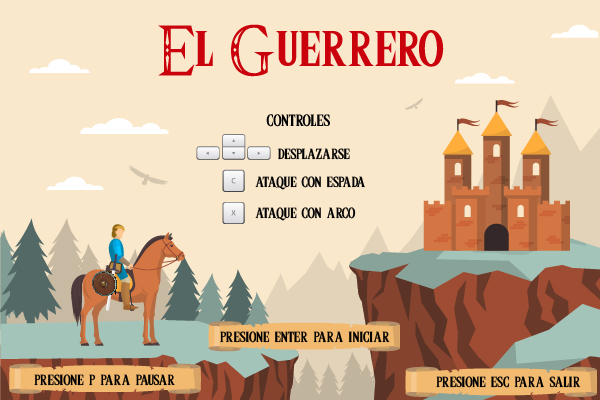 El Guerrero
CONTROLES
DESPLAZARSE
C ATAQUE CON ESPADA
X ATAQUE CON ARCO
PRESIONE ENTER PARA INICIAR
PRESIONE P PARA PAUSAR
PRESIONE ESC PARA SALIR